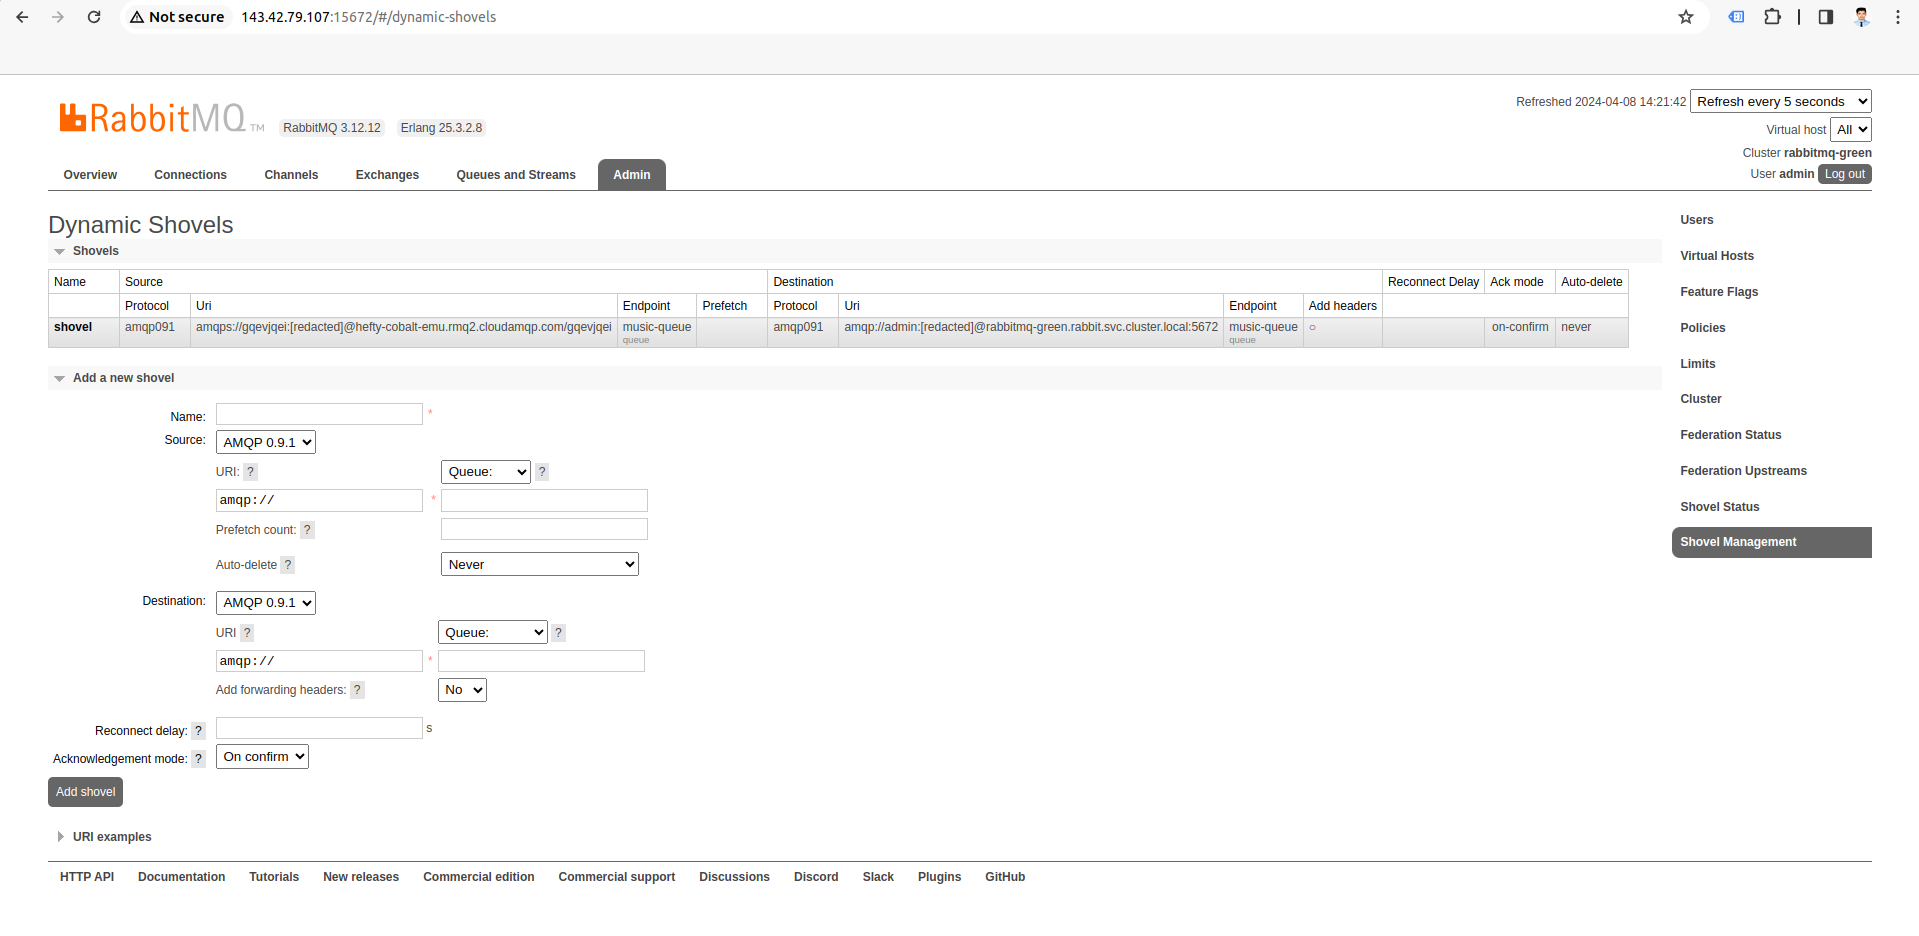 Not secure 143.42.79.107:15672/#/dynamic-shovels
RabbitMQ TM RabbitMQ 3.12.12 Erlang 25.3.2.8
Refreshed 2024-04-08 14:21:42 Refresh every 5 seconds
Virtual host All
Cluster rabbitmq-green
User admin Log out
Overview Connections Channels Exchanges Queues and Streams Admin
Dynamic Shovels
Shovels
Name Source Destination Reconnect Delay Ack mode Auto-delete
Protocol Uri Endpoint Prefetch Protocol Uri Endpoint Add headers
shovel amqp091 amqps://gqevjqei:[redacted]@hefty-cobalt-emu.rmq2.cloudamqp.com/gqevjqei music-queue amqp091 amqp://admin:[redacted]@rabbitmq-green.rabbit.svc.cluster.local:5672 music-queue ○ on-confirm never
queue queue
Add a new shovel
Name: *
Source: AMQP 0.9.1
URI: ? Queue: ?
amqp:// *
Prefetch count: ?
Auto-delete ? Never
Destination: AMQP 0.9.1
URI ? Queue: ?
amqp:// *
Add forwarding headers: ? No
Reconnect delay: ? s
Acknowledgement mode: ? On confirm
Add shovel
URI examples
Users
Virtual Hosts
Feature Flags
Policies
Limits
Cluster
Federation Status
Federation Upstreams
Shovel Status
Shovel Management
HTTP API Documentation Tutorials New releases Commercial edition Commercial support Discussions Discord Slack Plugins GitHub